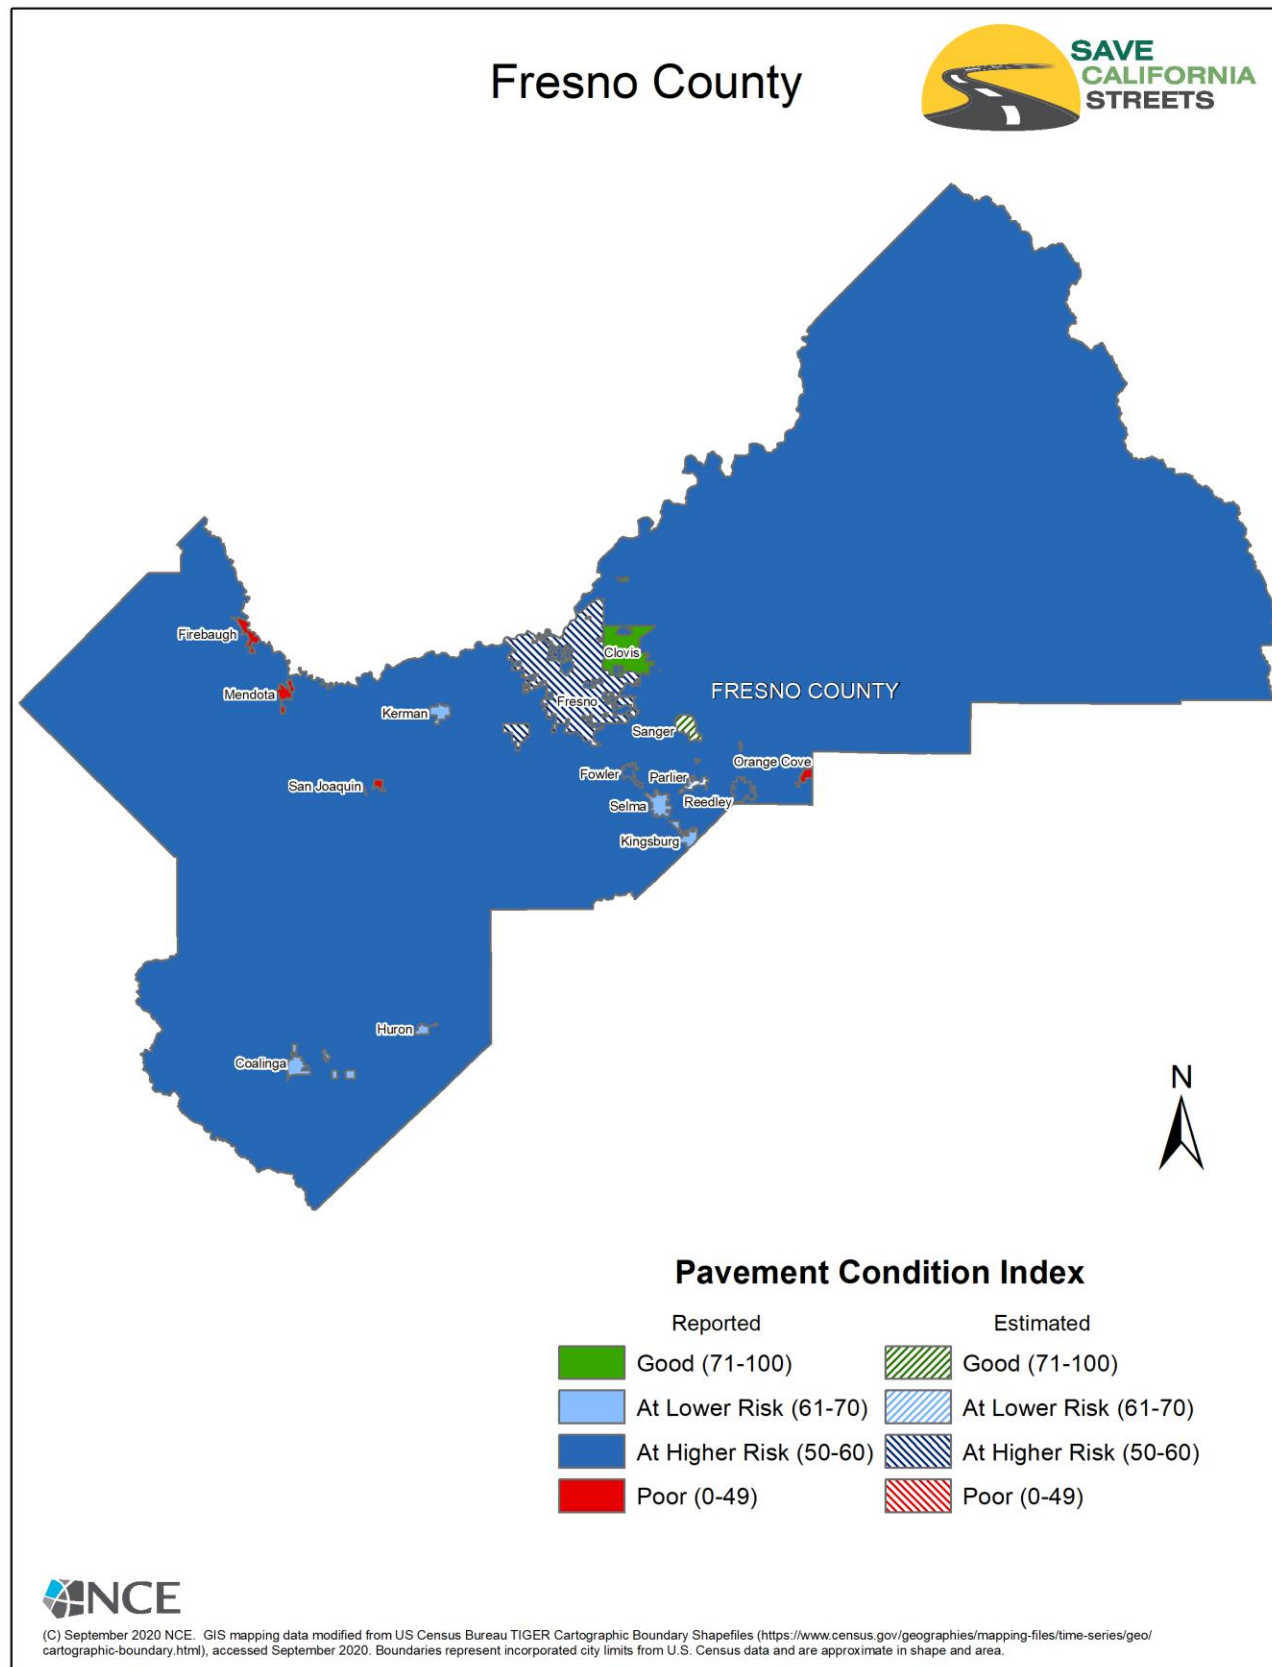 Fresno County
SAVE
CALIFORNIA
STREETS
Firebaugh
Mendota
Kerman
San Joaquin
Clovis
Fresno
FRESNO COUNTY
Sanger
Orange Cove
Fowler
Parlier
Reedley
Selma
Kingsburg
Huron
Coalinga
N
Pavement Condition Index
Reported
Estimated
Good (71-100)
Good (71-100)
At Lower Risk (61-70)
At Lower Risk (61-70)
At Higher Risk (50-60)
At Higher Risk (50-60)
Poor (0-49)
Poor (0-49)
NCE
(C) September 2020 NCE. GIS mapping data modified from US Census Bureau TIGER Cartographic Boundary Shapefiles (https://www.census.gov/geographies/mapping-files/time-series/geo/
cartographic-boundary.html), accessed September 2020. Boundaries represent incorporated city limits from U.S. Census data and are approximate in shape and area.